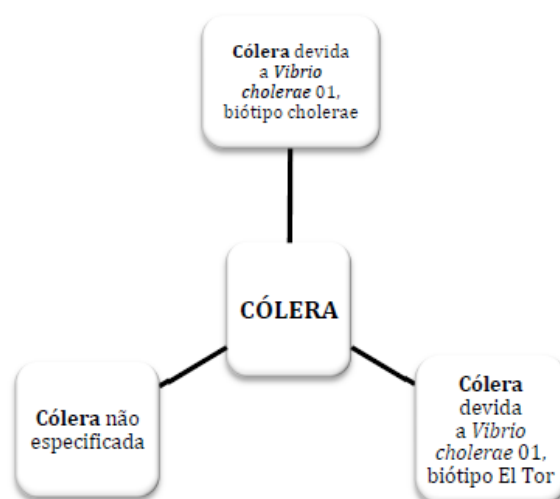 Cólera devida
a Vibrio
cholerae 01,
biótipo cholerae
CÓLERA
Cólera não
especificada
Cólera
devida
a Vibrio
cholerae 01,
biótipo El Tor